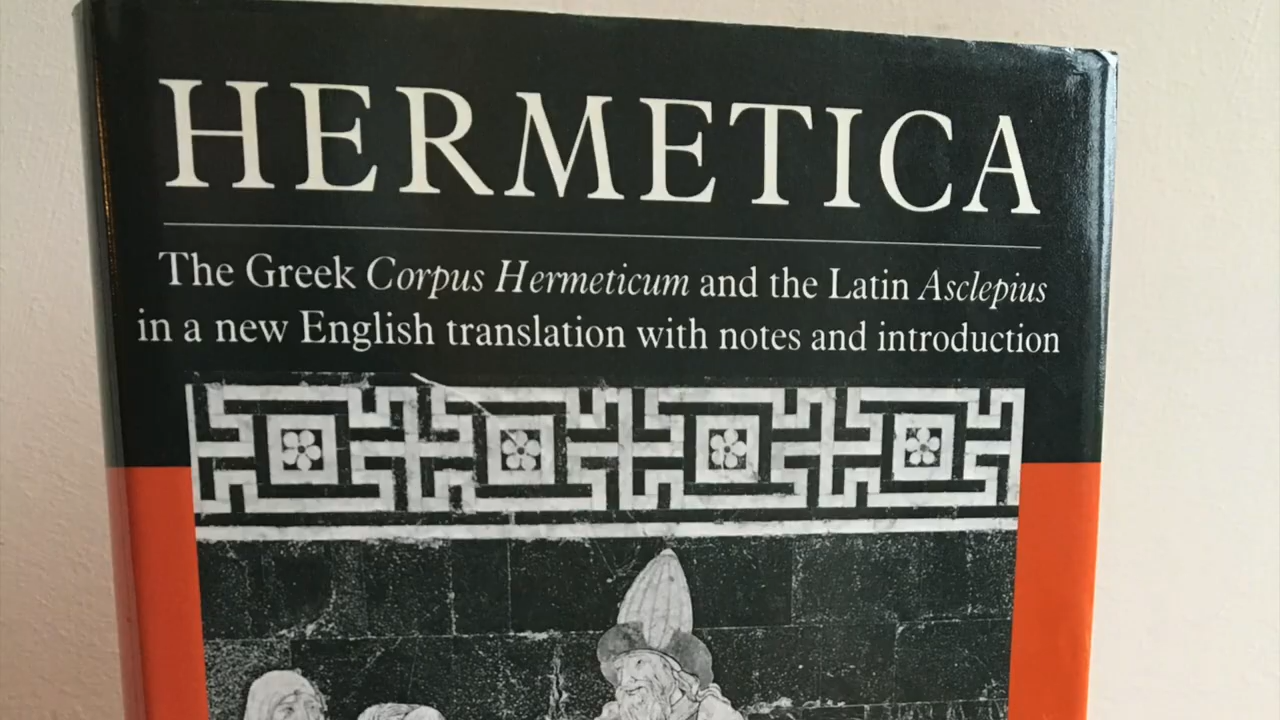 HERMETICA
The Greek Corpus Hermeticum and the Latin Asclepius
in a new English translation with notes and introduction